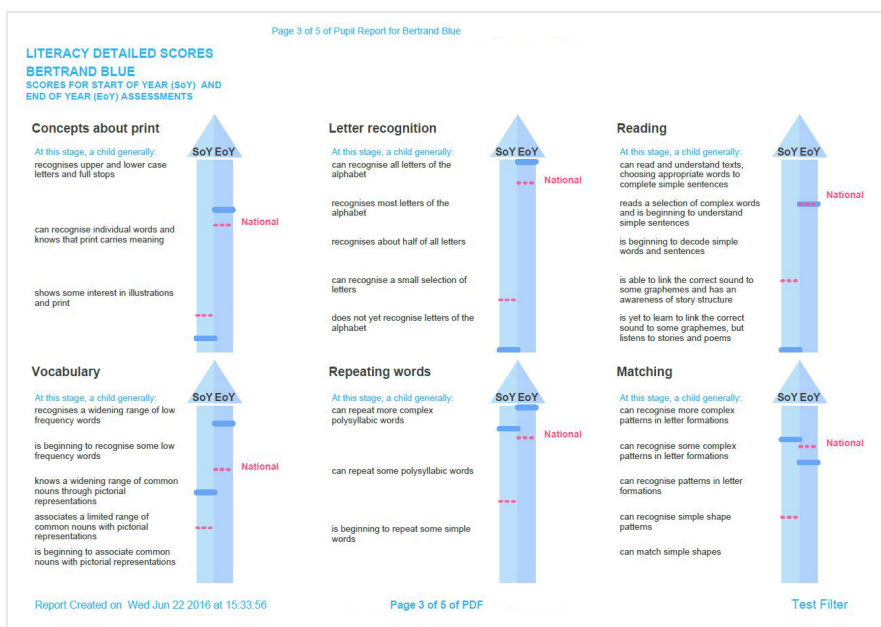 Page 3 of 5 of Pupil Report for Bertrand Blue
LITERACY DETAILED SCORES
BERTRAND BLUE
SCORES FOR START OF YEAR (SoY) AND
END OF YEAR (EoY) ASSESSMENTS
Concepts about print
At this stage, a child generally:
SoY EoY
recognises upper and lower case
letters and full stops
National
can recognise individual words and
knows that print carries meaning
shows some interest in illustrations
and print
Letter recognition
At this stage, a child generally:
SoY EoY
can recognise all letters of the
alphabet
National
recognises most letters of the
alphabet
recognises about half of all letters
can recognise a small selection of
letters
does not yet recognise letters of the
alphabet
Reading
At this stage, a child generally:
SoY EoY
can read and understand texts,
choosing appropriate words to
complete simple sentences
reads a selection of complex words
and is beginning to understand
simple sentences
National
is beginning to decode simple
words and sentences
is able to link the correct sound to
some graphemes and has an
awareness of story structure
is yet to learn to link the correct
sound to some graphemes, but
listens to stories and poems
Vocabulary
At this stage, a child generally:
SoY EoY
recognises a widening range of low
frequency words
is beginning to recognise some low
frequency words
National
knows a widening range of common
nouns through pictorial
representations
associates a limited range of
common nouns with pictorial
representations
is beginning to associate common
nouns with pictorial representations
Repeating words
At this stage, a child generally:
SoY EoY
can repeat more complex
polysyllabic words
National
can repeat some polysyllabic words
is beginning to repeat some simple
words
Matching
At this stage, a child generally:
SoY EoY
can recognise more complex
patterns in letter formations
can recognise some complex
patterns in letter formations
National
can recognise patterns in letter
formations
can recognise simple shape
patterns
can match simple shapes
Report Created on Wed Jun 22 2016 at 15:33:56
Page 3 of 5 of PDF
Test Filter